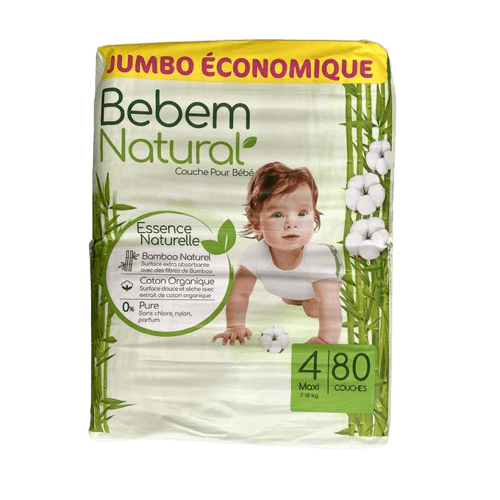 JUMBO ÉCONOMIQUE
Bebem
Natural
Couche Pour Bébé
Essence
Naturelle
Bamboo Naturel
Surface extra absorbante
avec des fibres de Bamboo
Coton Organique
Surface douce et sèche avec
extrait de coton organique
0% Pure
Sans chlore, nylon,
parfum
4 80
Maxi COUCHES
7-18 kg